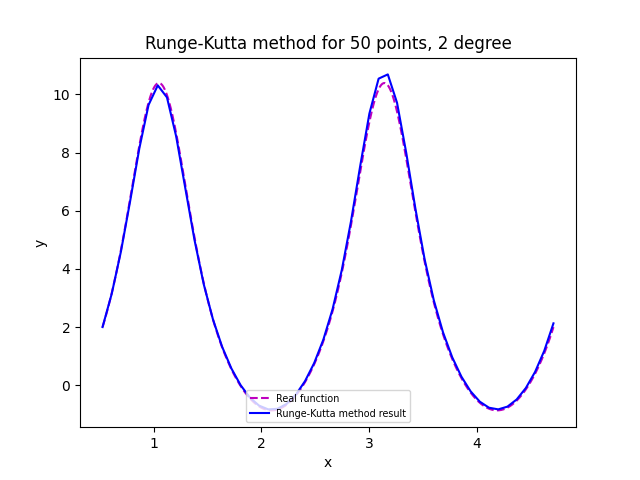 Runge-Kutta method for 50 points, 2 degree
y
10
8
6
4
2
0
Real function
Runge-Kutta method result
1
2
3
4
x